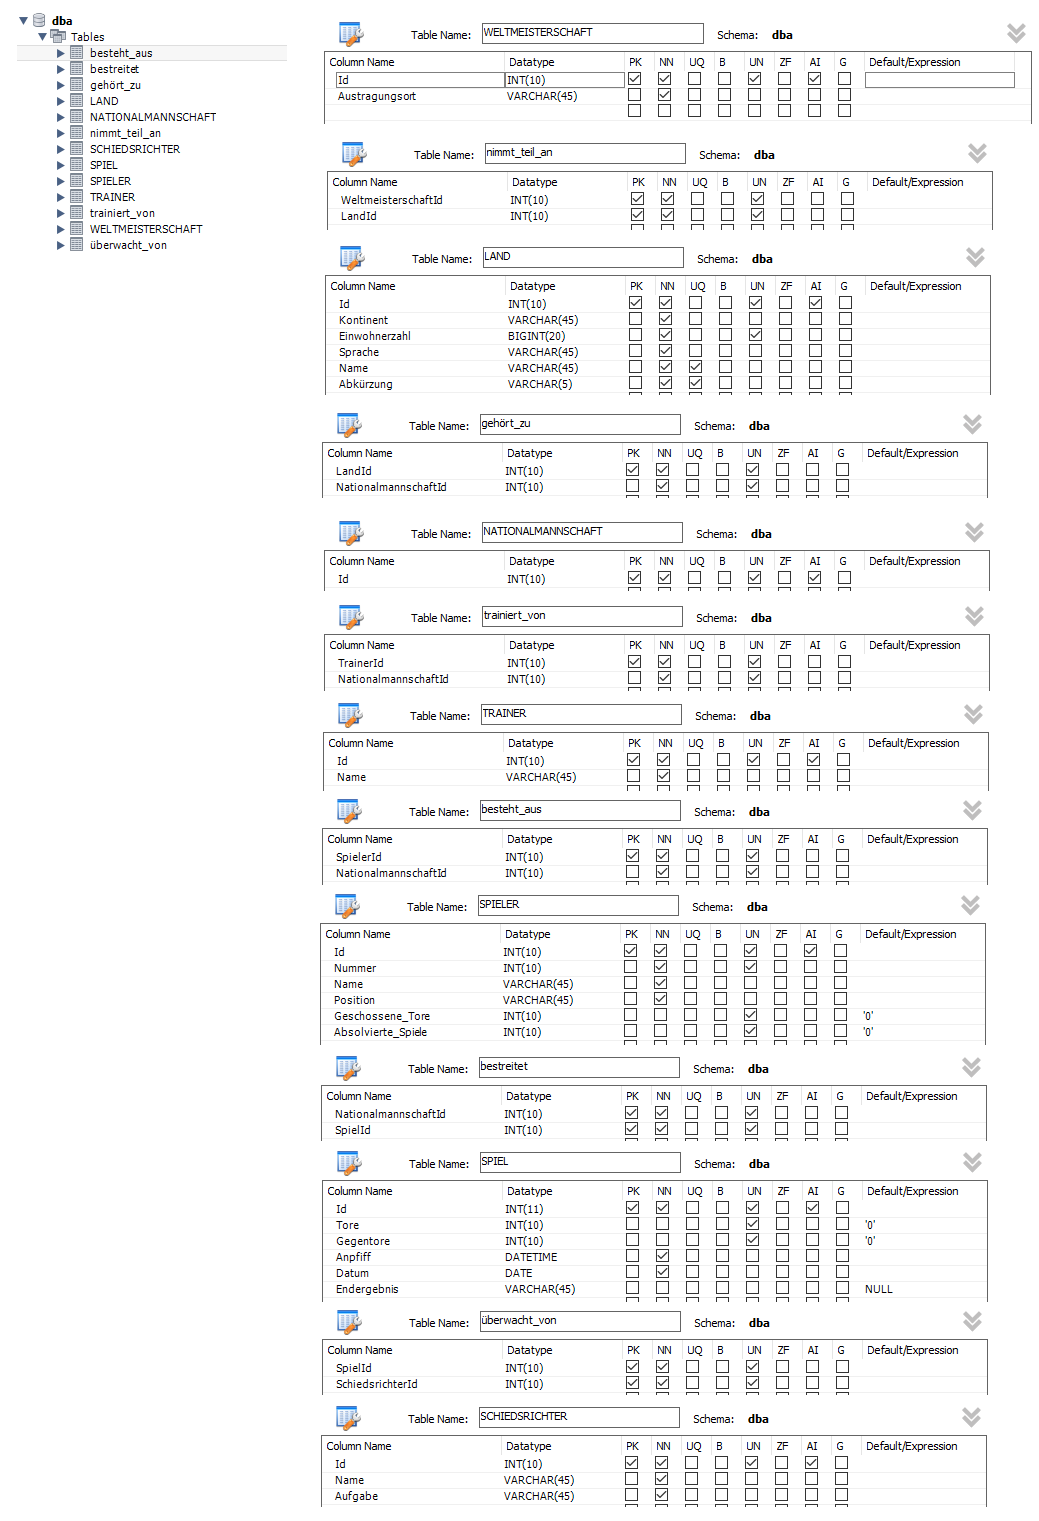 dba
Tables
besteht_aus
bestreitet
gehört_zu
LAND
NATIONALMANNSCHAFT
nimmt_teil_an
SCHIEDSRICHTER
SPIEL
SPIELER
TRAINER
trainiert_von
WELTMEISTERSCHAFT
überwacht_von
Table Name: WELTMEISTERSCHAFT Schema: dba
Column Name Datatype PK NN UQ B UN ZF AI G Default/Expression
Id INT(10)
Austragungsort VARCHAR(45)
Table Name: nimmt_teil_an Schema: dba
Column Name Datatype PK NN UQ B UN ZF AI G Default/Expression
WeltmeisterschaftId INT(10)
LandId INT(10)
Table Name: LAND Schema: dba
Column Name Datatype PK NN UQ B UN ZF AI G Default/Expression
Id INT(10)
Kontinent VARCHAR(45)
Einwohnerzahl BIGINT(20)
Sprache VARCHAR(45)
Name VARCHAR(45)
Abkürzung VARCHAR(5)
Table Name: gehört_zu Schema: dba
Column Name Datatype PK NN UQ B UN ZF AI G Default/Expression
LandId INT(10)
NationalmannschaftId INT(10)
Table Name: NATIONALMANNSCHAFT Schema: dba
Column Name Datatype PK NN UQ B UN ZF AI G Default/Expression
Id INT(10)
Table Name: trainiert_von Schema: dba
Column Name Datatype PK NN UQ B UN ZF AI G Default/Expression
TrainerId INT(10)
NationalmannschaftId INT(10)
Table Name: TRAINER Schema: dba
Column Name Datatype PK NN UQ B UN ZF AI G Default/Expression
Id INT(10)
Name VARCHAR(45)
Table Name: besteht_aus Schema: dba
Column Name Datatype PK NN UQ B UN ZF AI G Default/Expression
SpielerId INT(10)
NationalmannschaftId INT(10)
Table Name: SPIELER Schema: dba
Column Name Datatype PK NN UQ B UN ZF AI G Default/Expression
Id INT(10)
Nummer INT(10)
Name VARCHAR(45)
Position VARCHAR(45)
Geschossene_Tore INT(10) '0'
Absolvierte_Spiele INT(10) '0'
Table Name: bestreitet Schema: dba
Column Name Datatype PK NN UQ B UN ZF AI G Default/Expression
NationalmannschaftId INT(10)
SpielId INT(10)
Table Name: SPIEL Schema: dba
Column Name Datatype PK NN UQ B UN ZF AI G Default/Expression
Id INT(11)
Tore INT(10) '0'
Gegentore INT(10) '0'
Anpfiff DATETIME
Datum DATE
Endergebnis VARCHAR(45) NULL
Table Name: überwacht_von Schema: dba
Column Name Datatype PK NN UQ B UN ZF AI G Default/Expression
SpielId INT(10)
SchiedsrichterId INT(10)
Table Name: SCHIEDSRICHTER Schema: dba
Column Name Datatype PK NN UQ B UN ZF AI G Default/Expression
Id INT(10)
Name VARCHAR(45)
Aufgabe VARCHAR(45)